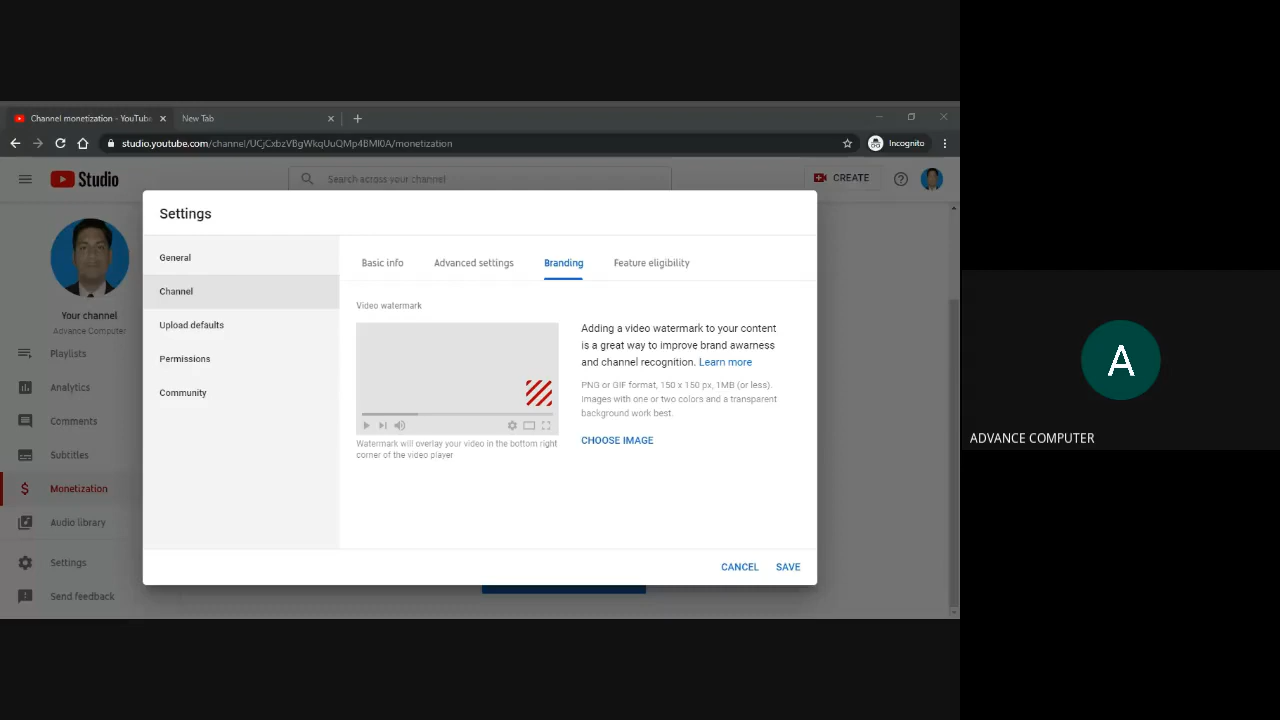 Channel monetization - YouTube
New Tab
studio.youtube.com/channel/UCjCxbzVBgWkqUuQMp4BMI0A/monetization
Incognito
Studio
Search across your channel
CREATE
Settings
General
Channel
Upload defaults
Permissions
Community
Basic info
Advanced settings
Branding
Feature eligibility
Video watermark
Watermark will overlay your video in the bottom right
corner of the video player
Adding a video watermark to your content
is a great way to improve brand awarness
and channel recognition. Learn more
PNG or GIF format, 150 x 150 px, 1MB (or less).
Images with one or two colors and a transparent
background work best.
CHOOSE IMAGE
CANCEL
SAVE
Your channel
Advance Computer
Playlists
Analytics
Comments
Subtitles
$ Monetization
Audio library
Settings
Send feedback
A
ADVANCE COMPUTER